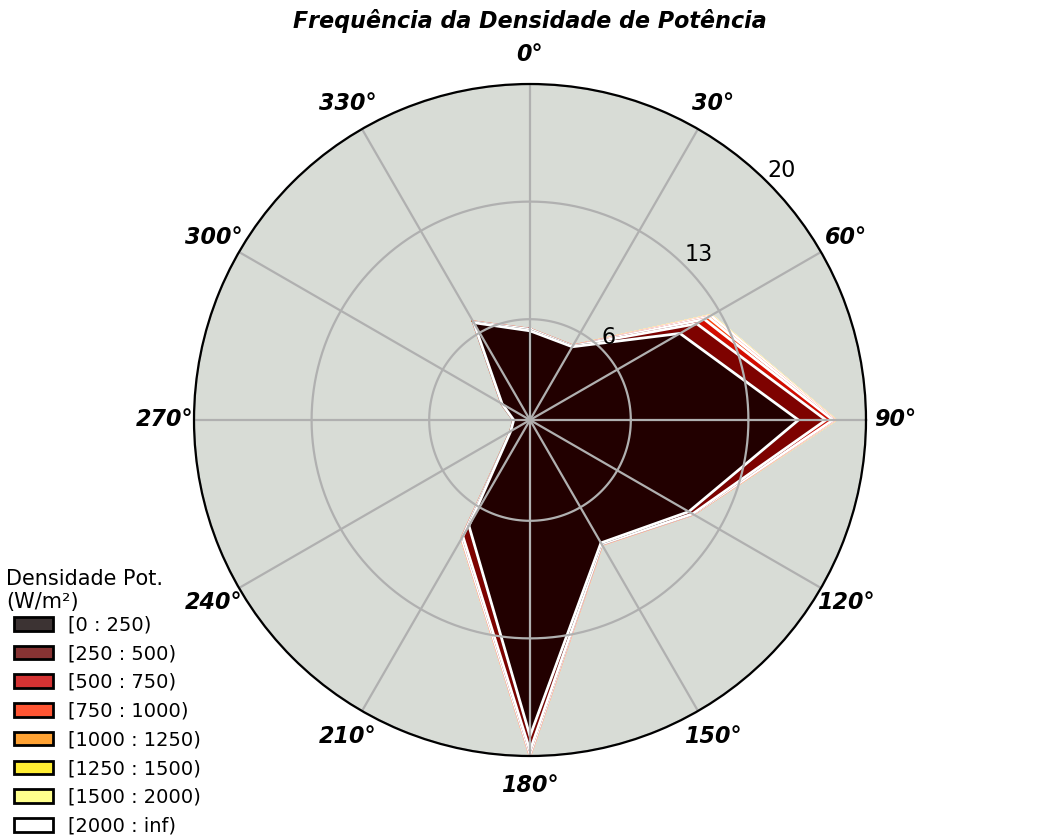 Frequência da Densidade de Potência
0°
330°
30°
20
300°
60°
13
6
270°
90°
240°
120°
210°
150°
180°
Densidade Pot.
(W/m²)
[0 : 250)
[250 : 500)
[500 : 750)
[750 : 1000)
[1000 : 1250)
[1250 : 1500)
[1500 : 2000)
[2000 : inf)